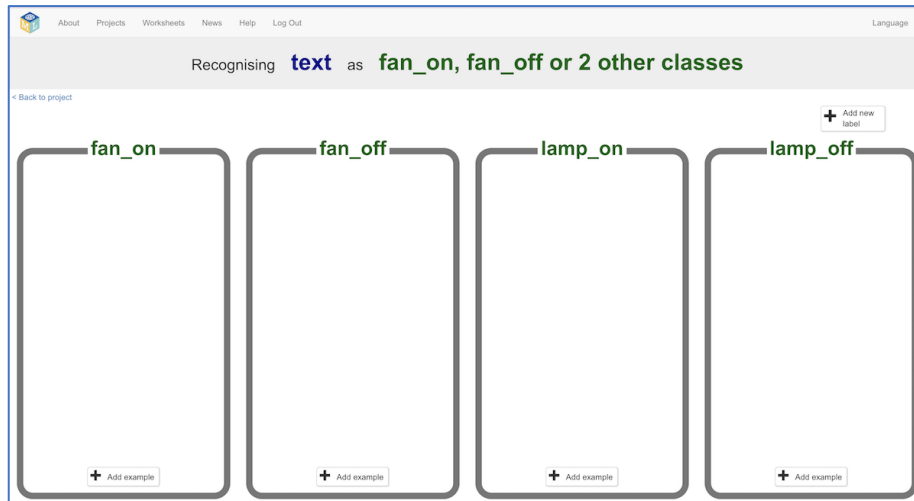 About Projects Worksheets News Help Log Out Language
Recognising text as fan_on, fan_off or 2 other classes
< Back to project
Add new
label
fan_on fan_off lamp_on lamp_off
Add example Add example Add example Add example